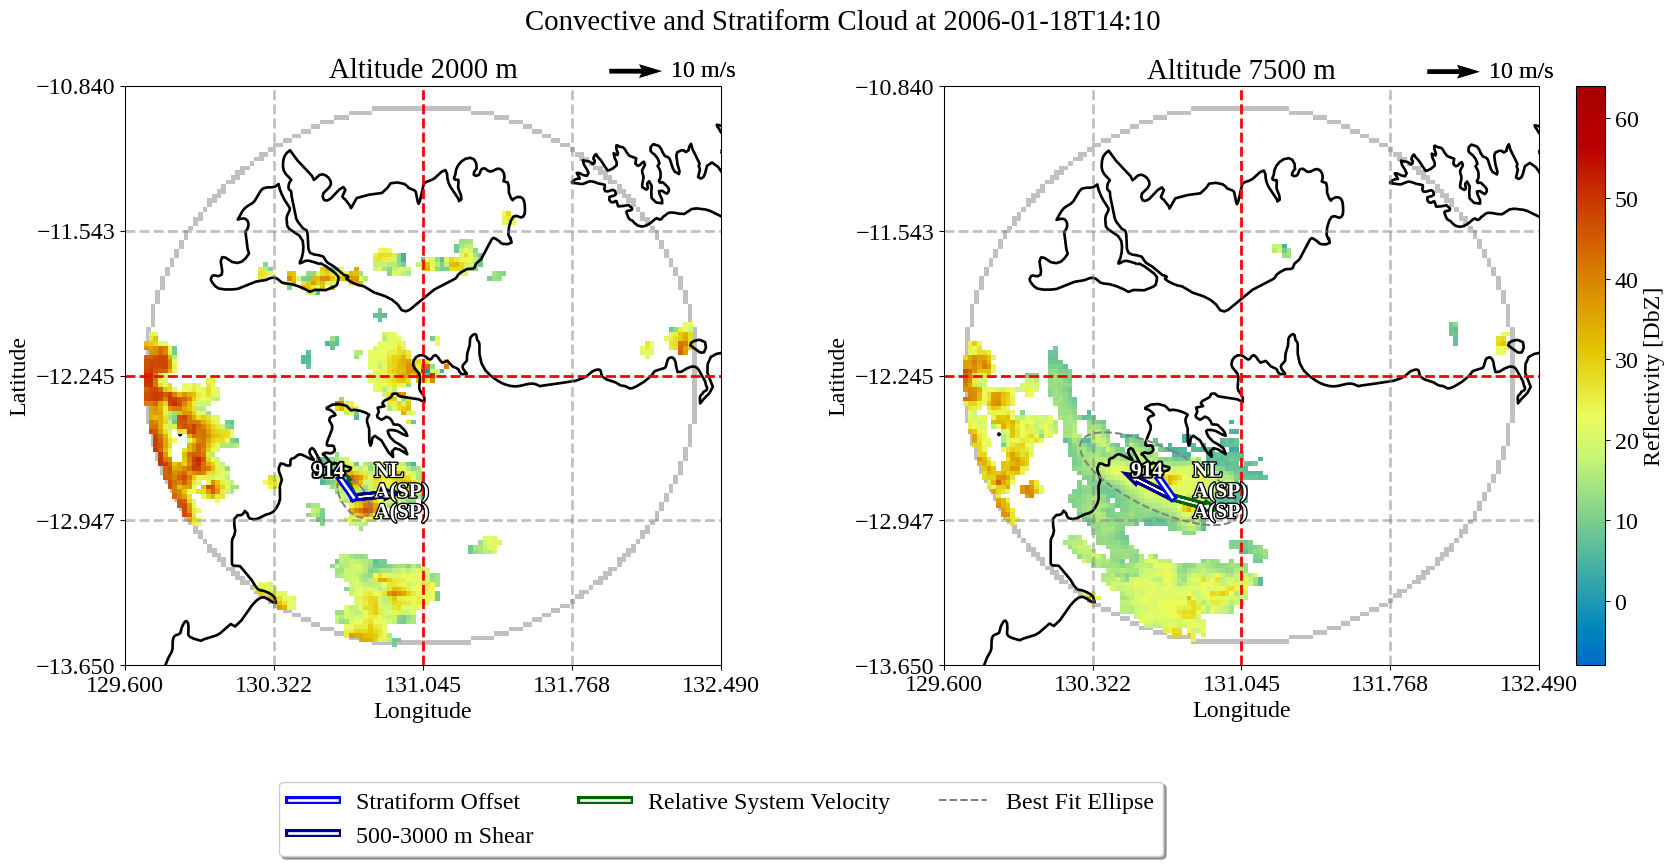 Convective and Stratiform Cloud at 2006-01-18T14:10
Altitude 2000 m
10 m/s
−10.840
−11.543
−12.245
−12.947
−13.650
129.600
130.322
131.045
131.768
132.490
Latitude
Longitude
914
NL
A(SP)
A(SP)
Altitude 7500 m
10 m/s
−10.840
−11.543
−12.245
−12.947
−13.650
129.600
130.322
131.045
131.768
132.490
Latitude
Longitude
914
NL
A(SP)
A(SP)
60
50
40
30
20
10
0
Reflectivity [DbZ]
Stratiform Offset
500-3000 m Shear
Relative System Velocity
Best Fit Ellipse